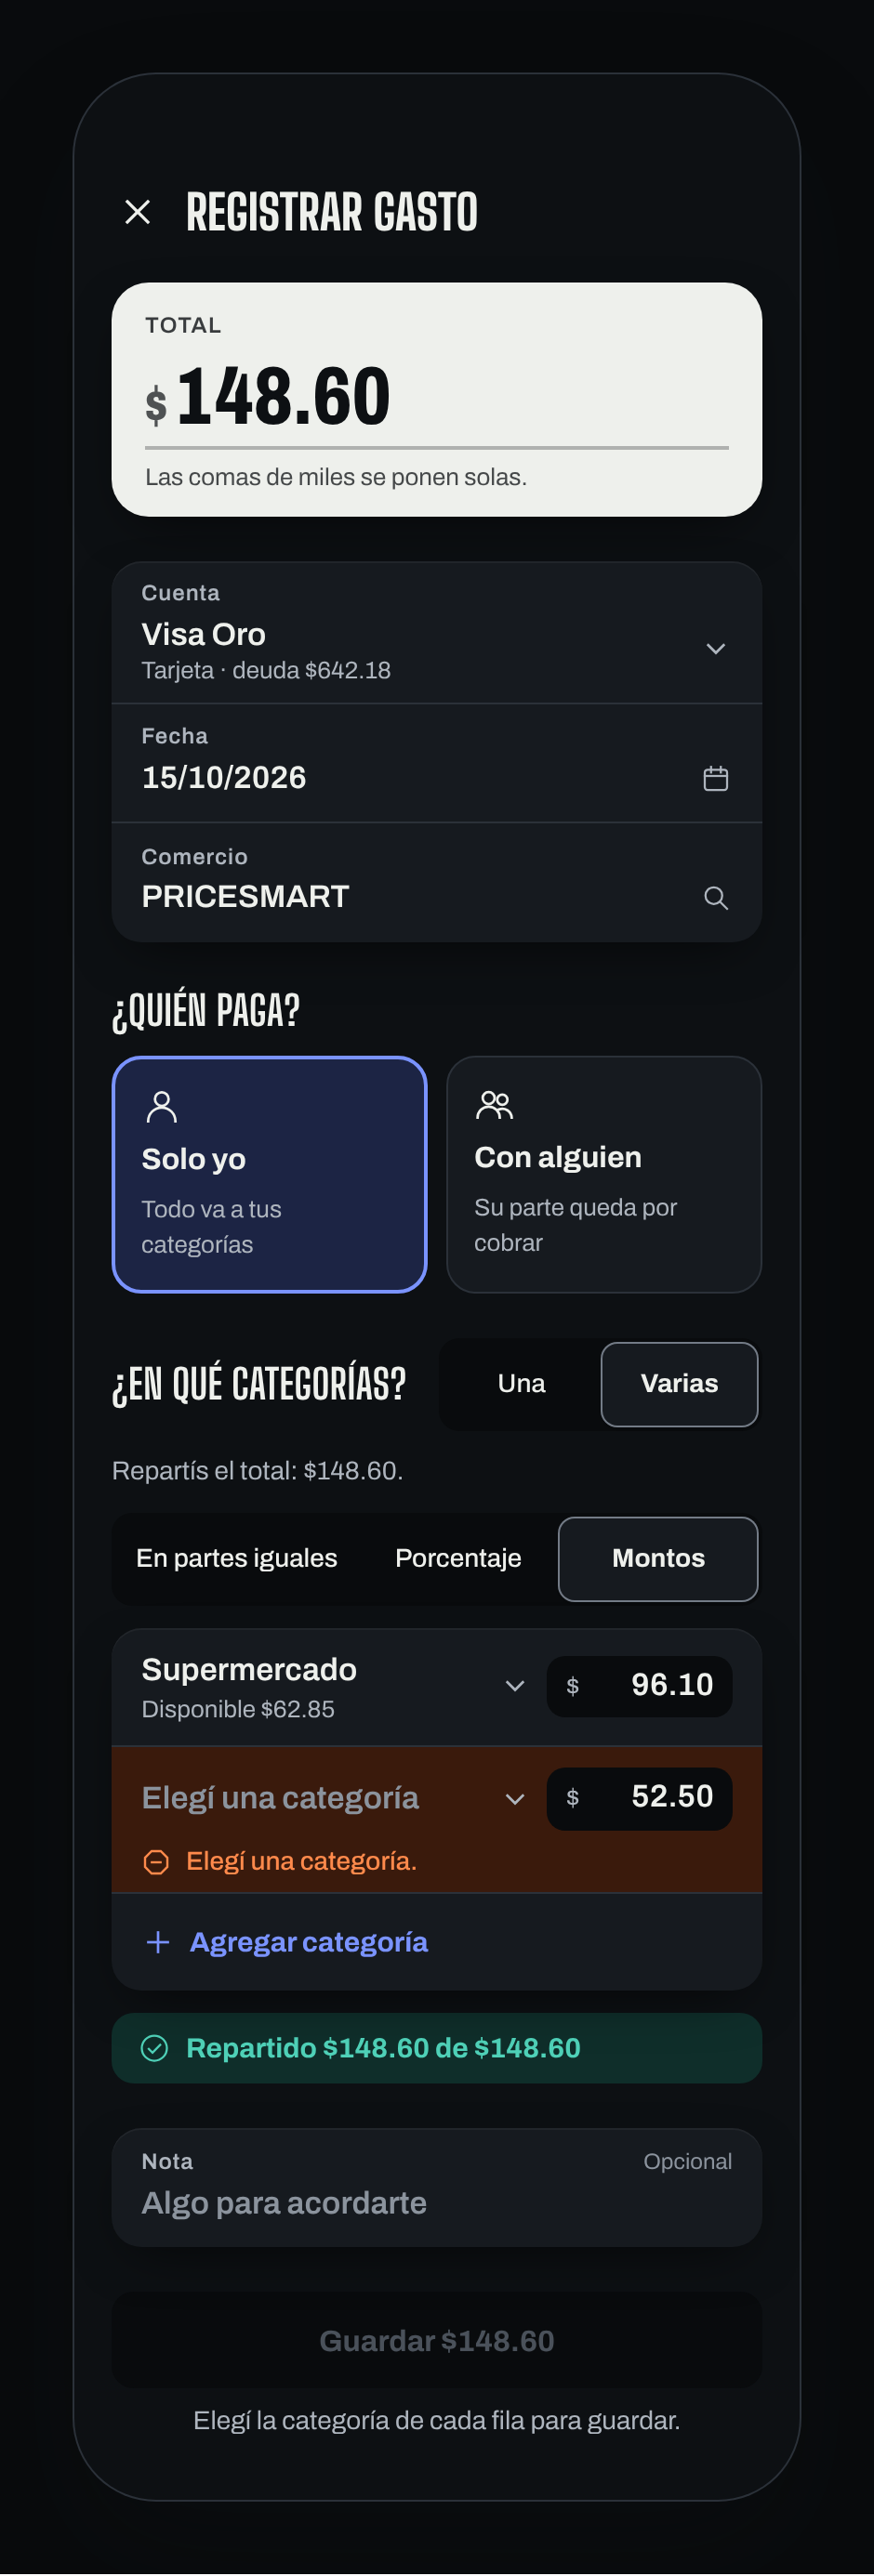 REGISTRAR GASTO
TOTAL
$ 148.60
Las comas de miles se ponen solas.
Cuenta
Visa Oro
Tarjeta · deuda $642.18
Fecha
15/10/2026
Comercio
PRICESMART
¿QUIÉN PAGA?
Solo yo
Todo va a tus
categorías
Con alguien
Su parte queda por
cobrar
¿EN QUÉ CATEGORÍAS?
Una
Varias
Repartís el total: $148.60.
En partes iguales
Porcentaje
Montos
Supermercado
Disponible $62.85
$ 96.10
Elegí una categoría
$ 52.50
Elegí una categoría.
Agregar categoría
Repartido $148.60 de $148.60
Nota
Opcional
Algo para acordarte
Guardar $148.60
Elegí la categoría de cada fila para guardar.